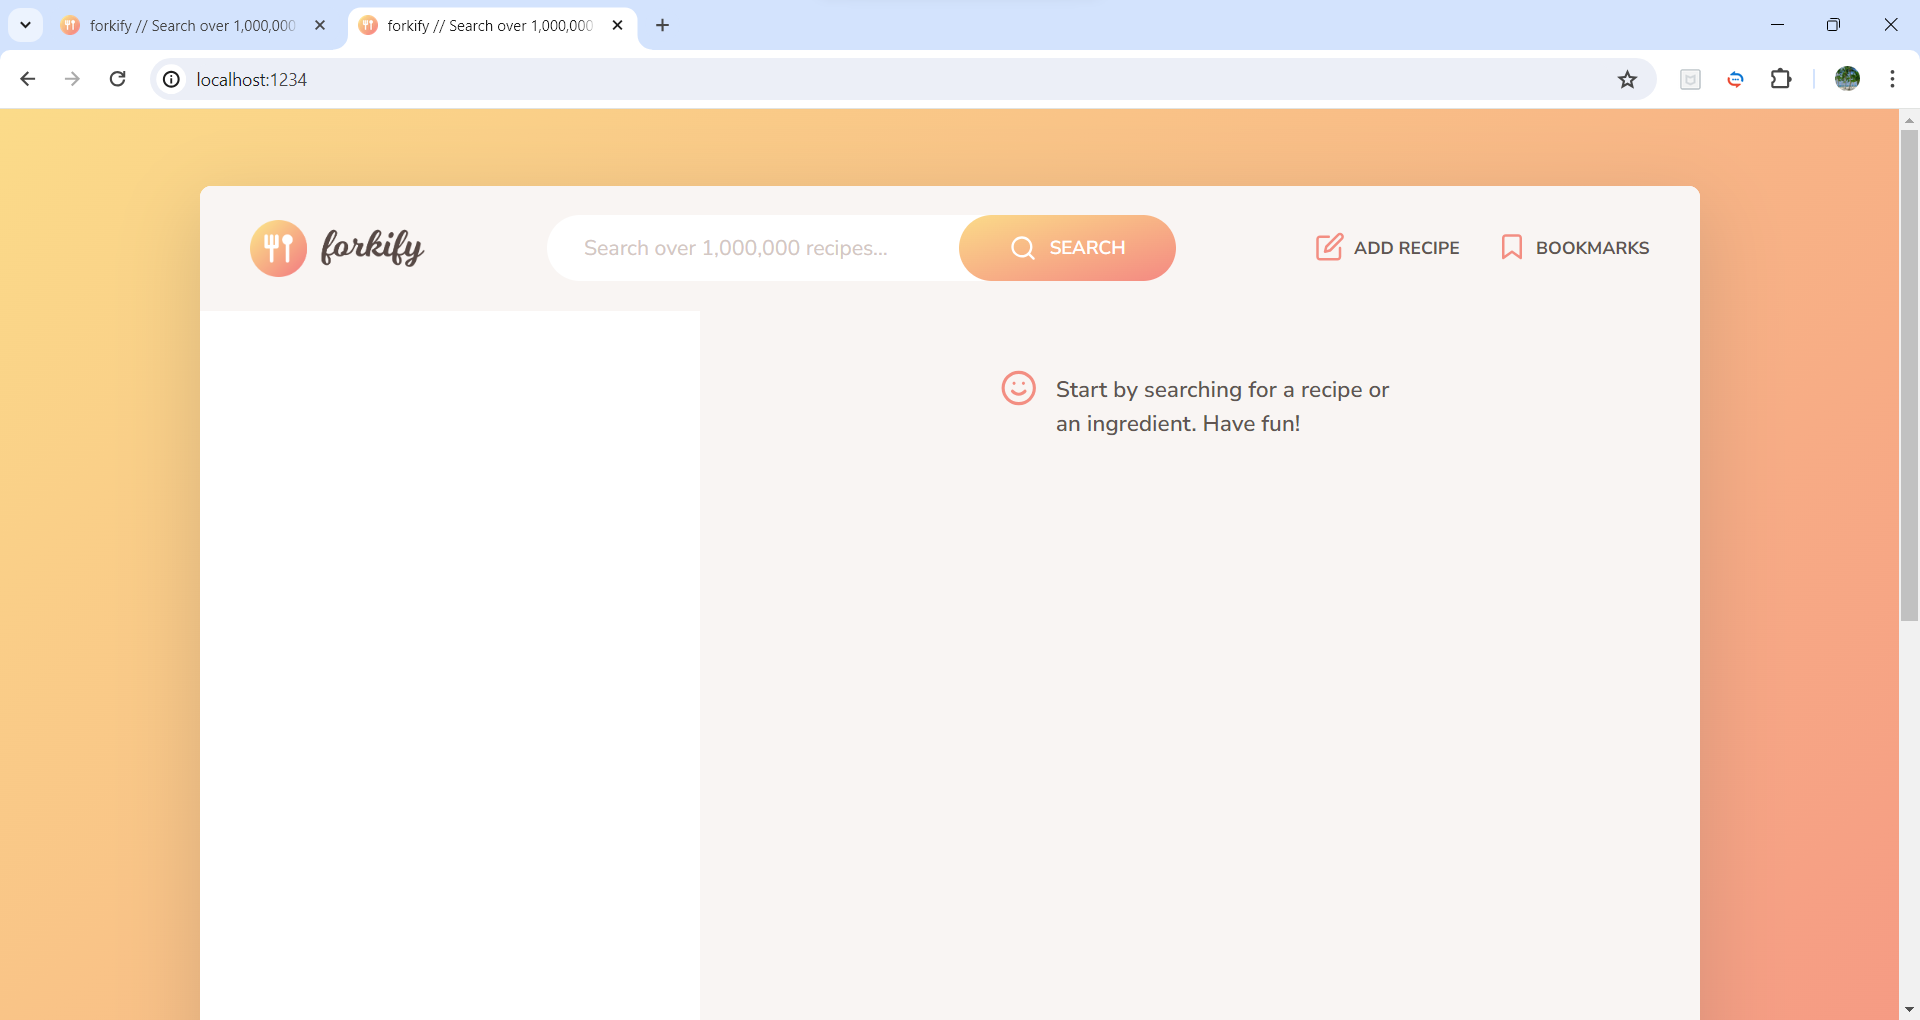 forkify // Search over 1,000,000
forkify // Search over 1,000,000
localhost:1234
forkify
Search over 1,000,000 recipes...
SEARCH
ADD RECIPE
BOOKMARKS
Start by searching for a recipe or
an ingredient. Have fun!